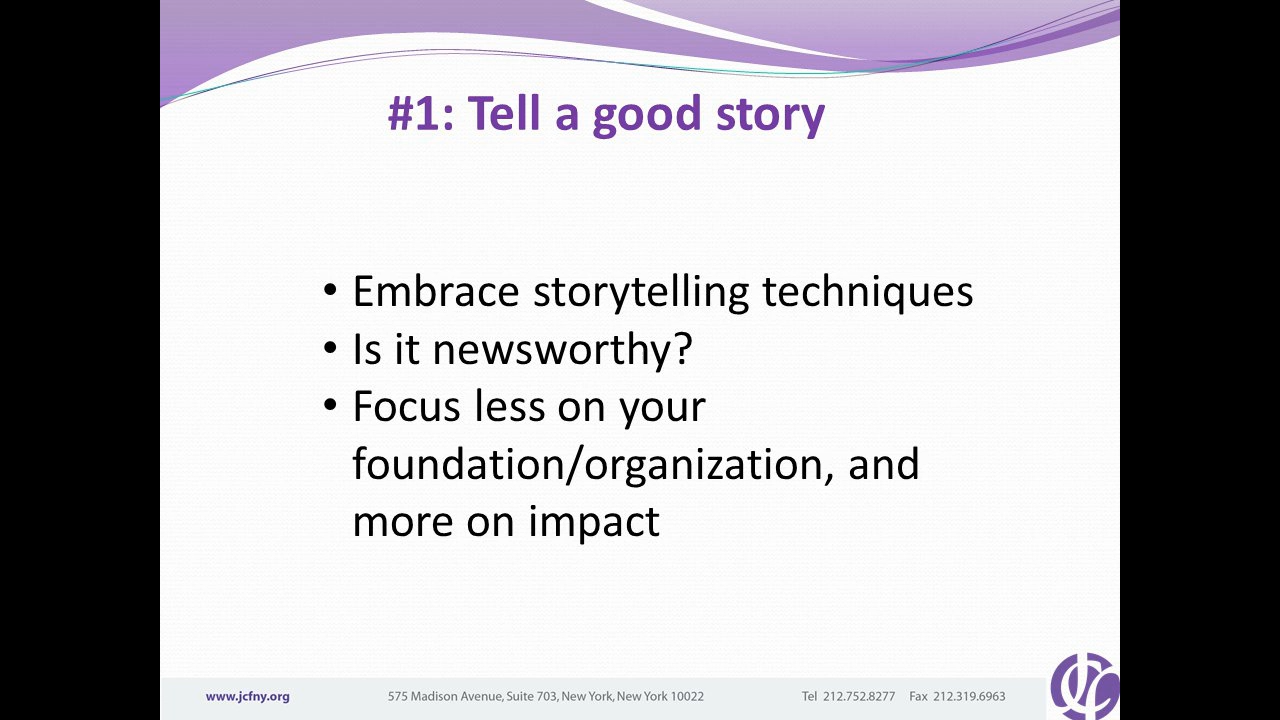 #1: Tell a good story
• Embrace storytelling techniques
• Is it newsworthy?
• Focus less on your
foundation/organization, and
more on impact
www.jcfny.org 575 Madison Avenue, Suite 703, New York, New York 10022 Tel 212.752.8277 Fax 212.319.6963